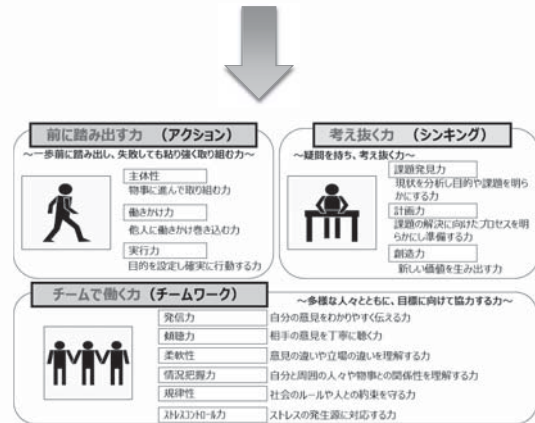 前に踏み出す力 (アクション)
~一歩前に踏み出し、失敗しても粘り強く取り組む力~
主体性
物事に進んで取り組む力
働きかけ力
他人に働きかけ巻き込む力
実行力
目的を設定し確実に行動する力
考え抜く力 (シンキング)
~疑問を持ち、考え抜く力~
課題発見力
現状を分析し目的や課題を明ら
かにする力
計画力
課題の解決に向けたプロセスを明
らかにし準備する力
創造力
新しい価値を生み出す力
チームで働く力 (チームワーク)
~多様な人々とともに、目標に向けて協力する力~
発信力 自分の意見をわかりやすく伝える力
傾聴力 相手の意見を丁寧に聴く力
柔軟性 意見の違いや立場の違いを理解する力
情況把握力 自分と周囲の人々や物事との関係性を理解する力
規律性 社会のルールや人との約束を守る力
ストレスコントロール力 ストレスの発生源に対応する力